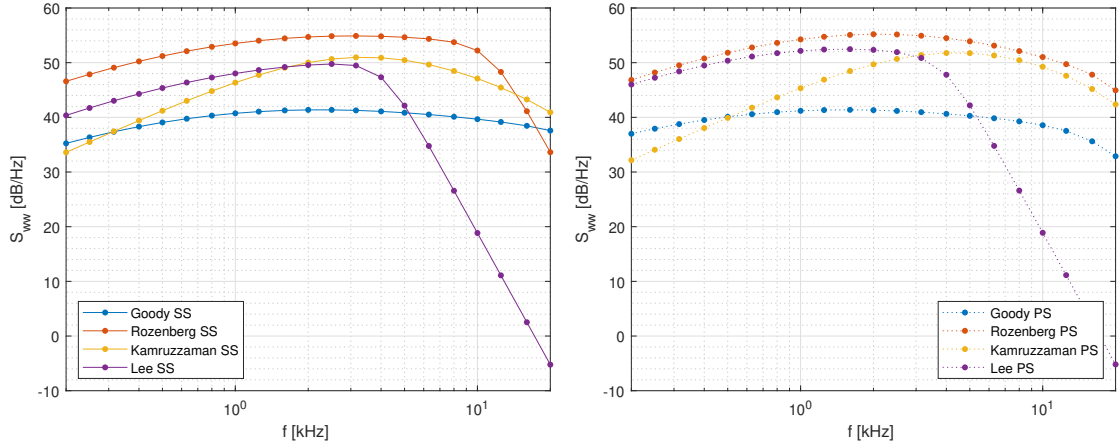 60
50
40
30
20
10
0
-10
S_ww [dB/Hz]
10^0
10^1
f [kHz]
Goody SS
Rozenberg SS
Kamruzzaman SS
Lee SS
60
50
40
30
20
10
0
-10
S_ww [dB/Hz]
10^0
10^1
f [kHz]
Goody PS
Rozenberg PS
Kamruzzaman PS
Lee PS